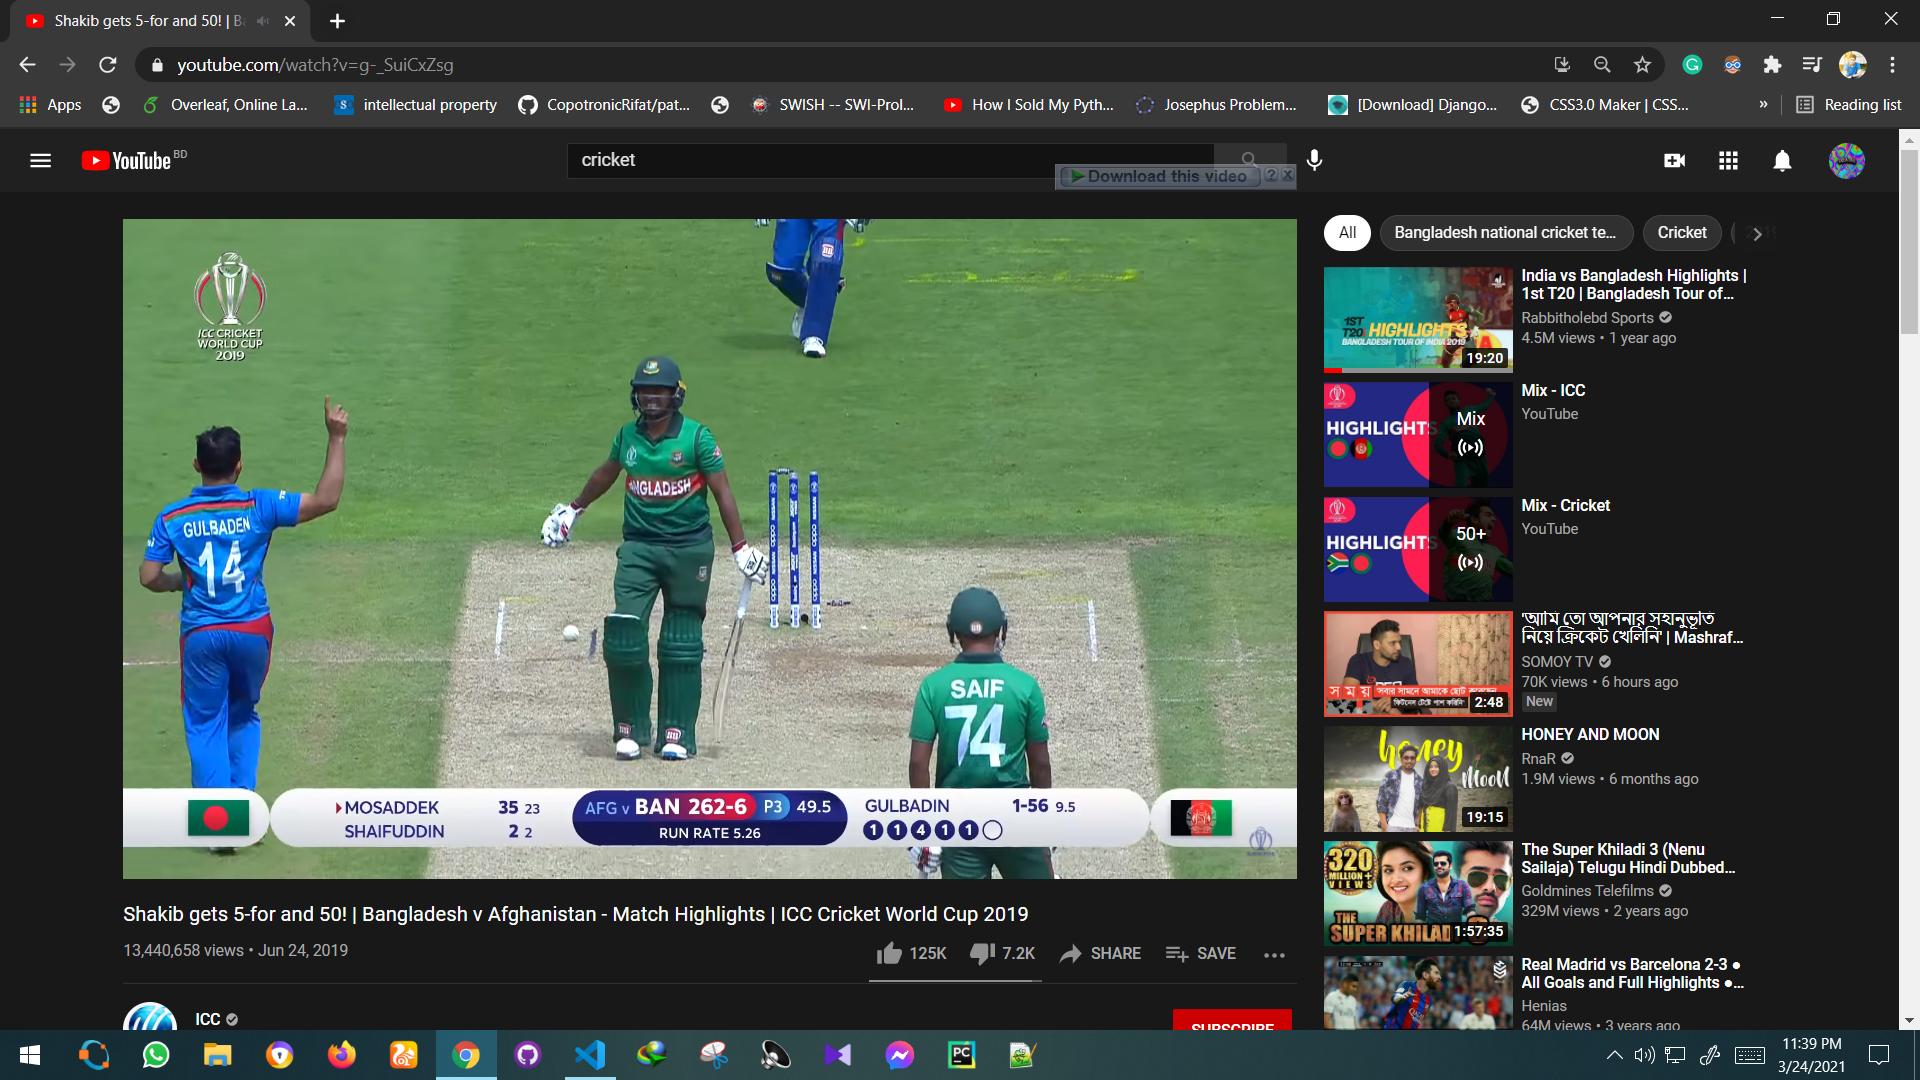 Shakib gets 5-for and 50! | Ba
youtube.com/watch?v=g-_SuiCxZsg
Apps
Overleaf, Online La...
intellectual property
CopotronicRifat/pat...
SWISH -- SWI-Prol...
How I Sold My Pyth...
Josephus Problem...
[Download] Django...
CSS3.0 Maker | CSS...
»
Reading list
YouTube BD
cricket
Download this video ? x
All
Bangladesh national cricket te...
Cricket
ICC CRICKET
WORLD CUP
2019
GULBADEN
14
BANGLADESH
SAIF
74
MOSADDEK 35 23
SHAIFUDDIN 2 2
AFG v BAN 262-6 P3 49.5
RUN RATE 5.26
GULBADIN 1-56 9.5
1 1 4 1 1
Shakib gets 5-for and 50! | Bangladesh v Afghanistan - Match Highlights | ICC Cricket World Cup 2019
13,440,658 views • Jun 24, 2019
125K
7.2K
SHARE
SAVE
ICC
SUBSCRIBE
1ST
T20 HIGHLIGHTS
BANGLADESH TOUR OF INDIA 2019
19:20
India vs Bangladesh Highlights |
1st T20 | Bangladesh Tour of...
Rabbitholebd Sports
4.5M views • 1 year ago
HIGHLIGHTS
Mix
Mix - ICC
YouTube
HIGHLIGHTS
50+
Mix - Cricket
YouTube
সময়
2:48
'আমি তো আপনার সহানুভূতি
নিয়ে ক্রিকেট খেলিনি' | Mashraf...
SOMOY TV
70K views • 6 hours ago
New
honey
Moon
19:15
HONEY AND MOON
RnaR
1.9M views • 6 months ago
320
MILLION+
VIEWS
THE
SUPER KHILADI
1:57:35
The Super Khiladi 3 (Nenu
Sailaja) Telugu Hindi Dubbed...
Goldmines Telefilms
329M views • 2 years ago
Real Madrid vs Barcelona 2-3 ●
All Goals and Full Highlights ●...
Henias
64M views • 3 years ago
11:39 PM
3/24/2021